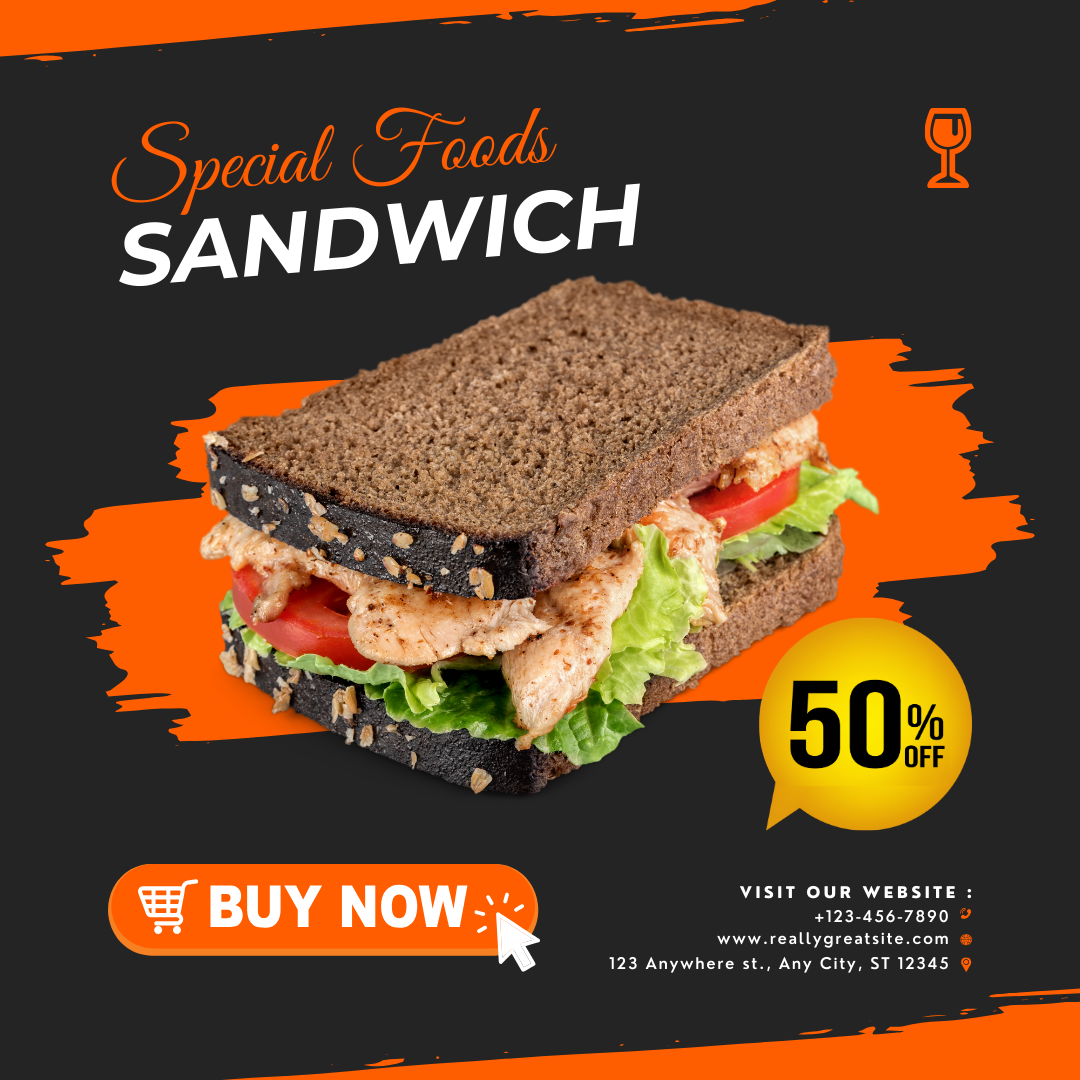 Special Foods
SANDWICH
50%
OFF
BUY NOW
VISIT OUR WEBSITE :
+123-456-7890
www.reallygreatsite.com
123 Anywhere st., Any City, ST 12345